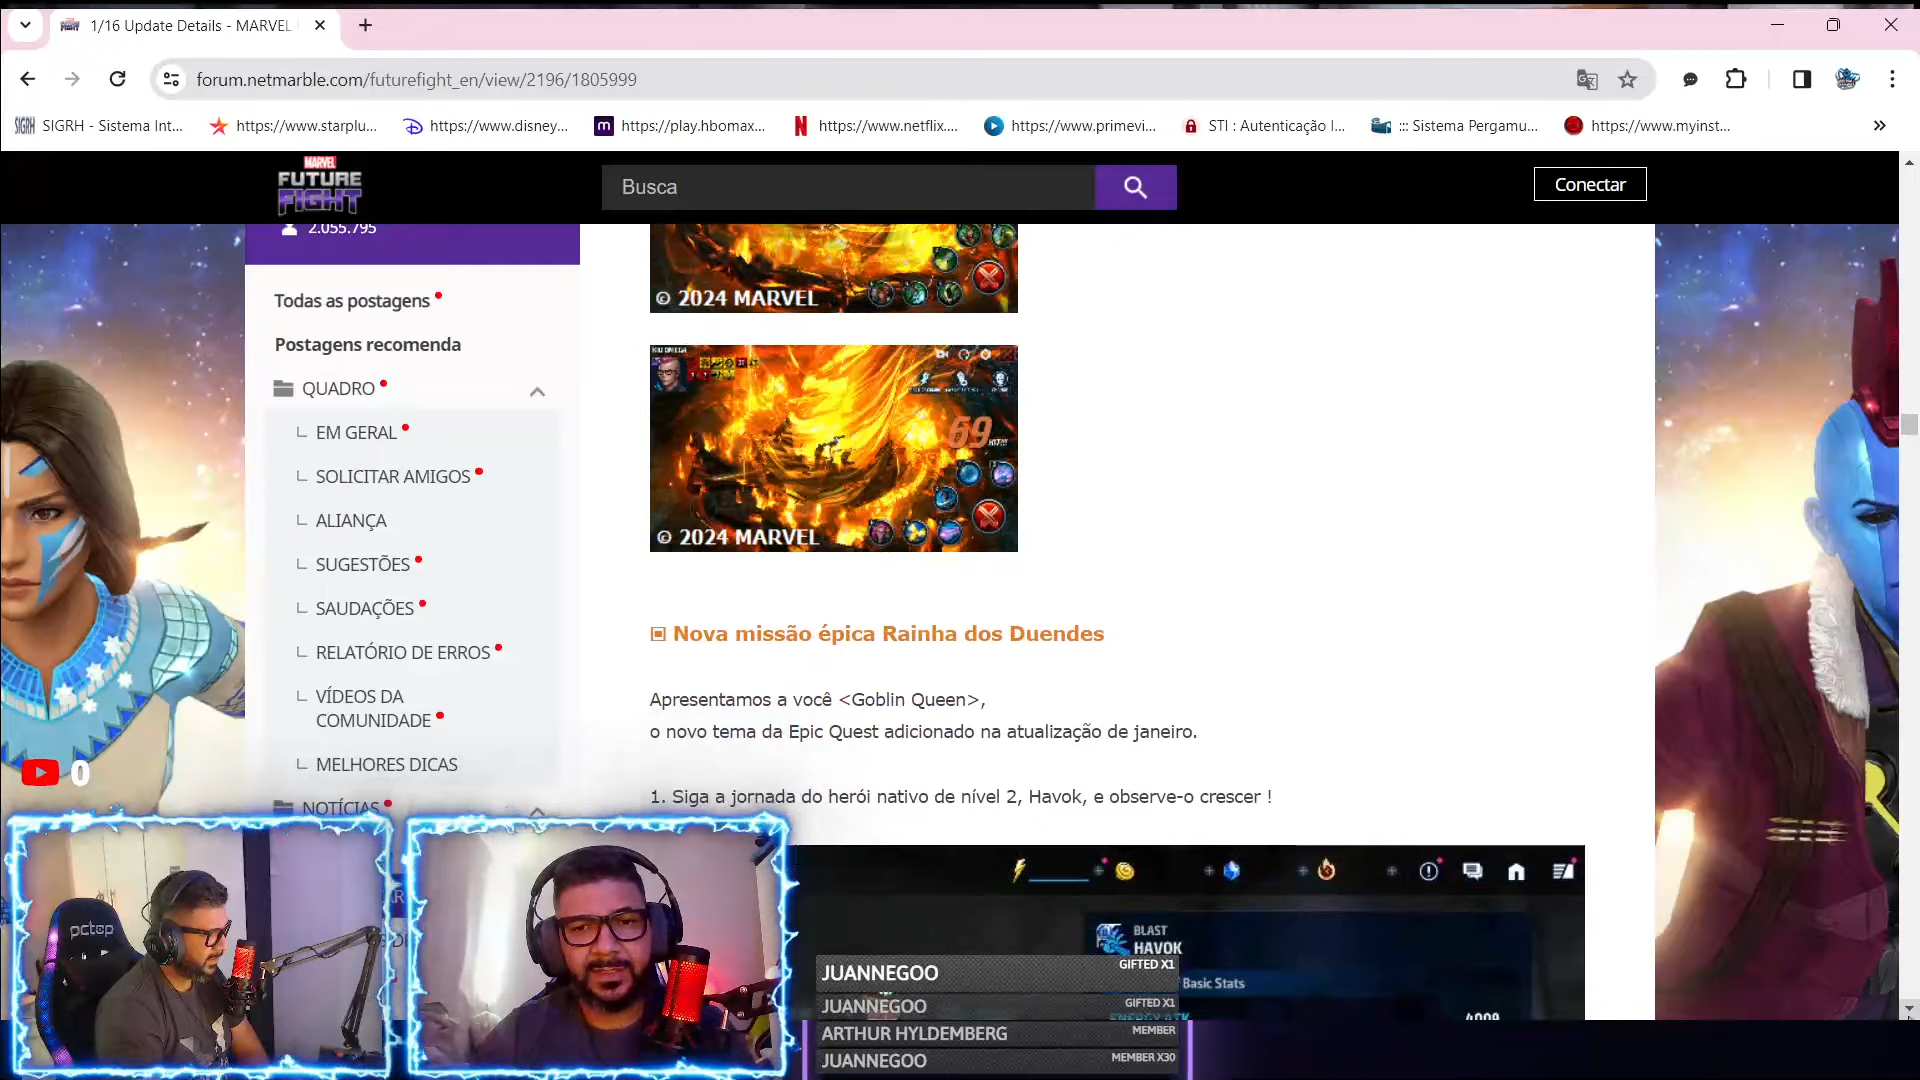 1/16 Update Details - MARVEL
forum.netmarble.com/futurefight_en/view/2196/1805999
SIGRH - Sistema Int...
https://www.starplu...
https://www.disney...
https://play.hbomax...
https://www.netflix....
https://www.primevi...
STI : Autenticação I...
::: Sistema Pergamu...
https://www.myinst...
MARVEL
FUTURE
FIGHT
Busca
Conectar
2.055.795
Todas as postagens
Postagens recomenda
QUADRO
EM GERAL
SOLICITAR AMIGOS
ALIANÇA
SUGESTÕES
SAUDAÇÕES
RELATÓRIO DE ERROS
VÍDEOS DA
COMUNIDADE
MELHORES DICAS
NOTÍCIAS
© 2024 MARVEL
69
© 2024 MARVEL
Nova missão épica Rainha dos Duendes
Apresentamos a você <Goblin Queen>,
o novo tema da Epic Quest adicionado na atualização de janeiro.
1. Siga a jornada do herói nativo de nível 2, Havok, e observe-o crescer !
BLAST
HAVOK
Basic Stats
ENERGY ATK
4009
0
pctop
JUANNEGOO GIFTED X1
JUANNEGOO GIFTED X1
ARTHUR HYLDEMBERG MEMBER
JUANNEGOO MEMBER X30